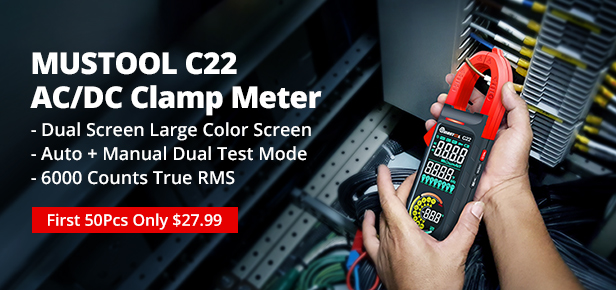 MUSTOOL C22
AC/DC Clamp Meter
- Dual Screen Large Color Screen
- Auto + Manual Dual Test Mode
- 6000 Counts True RMS
First 50Pcs Only $27.99
C22